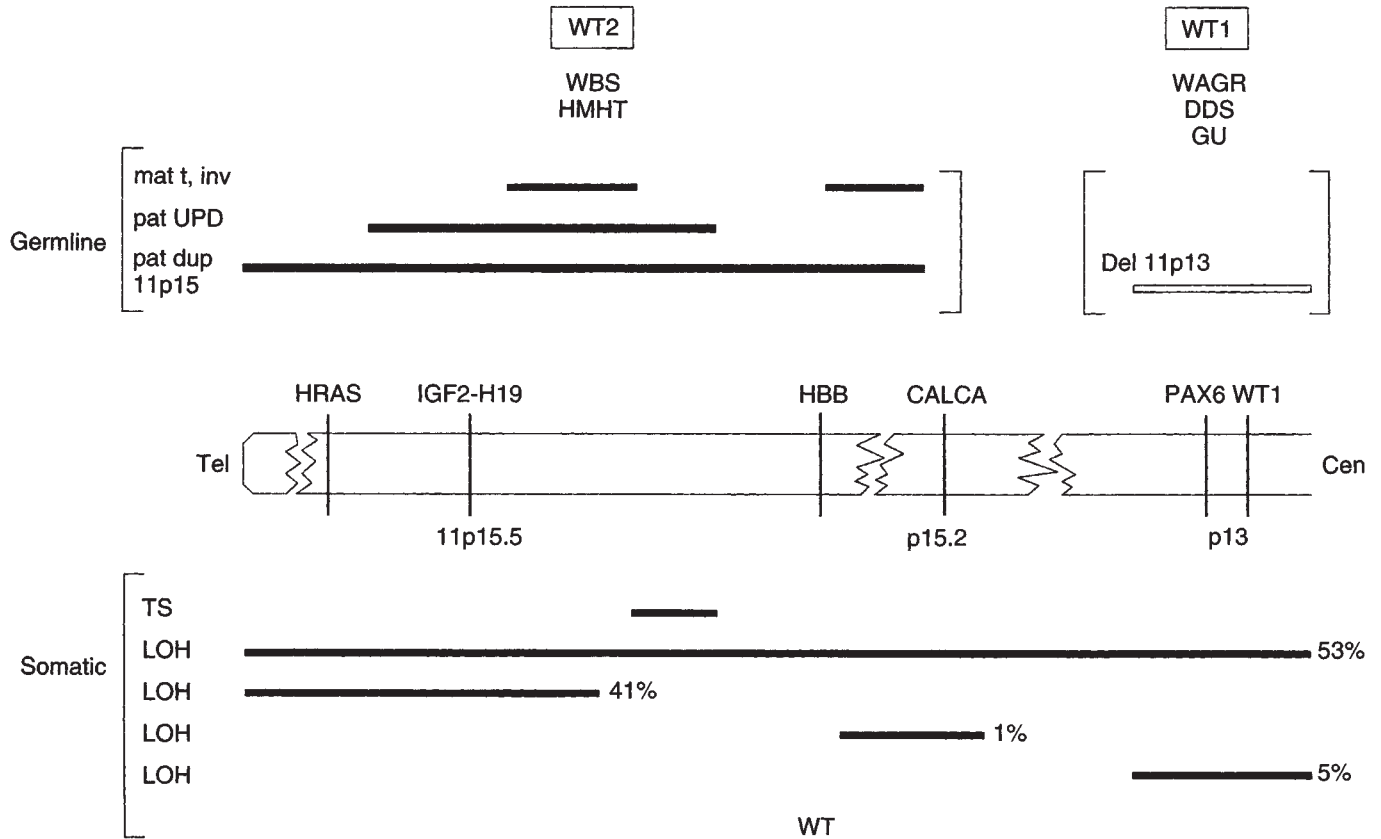 WT2
WT1
WBS
HMHT
WAGR
DDS
GU
Germline
mat t, inv
pat UPD
pat dup
11p15
Del 11p13
HRAS
IGF2-H19
HBB
CALCA
PAX6 WT1
Tel
Cen
11p15.5
p15.2
p13
Somatic
TS
LOH
53%
LOH
41%
LOH
1%
LOH
5%
WT